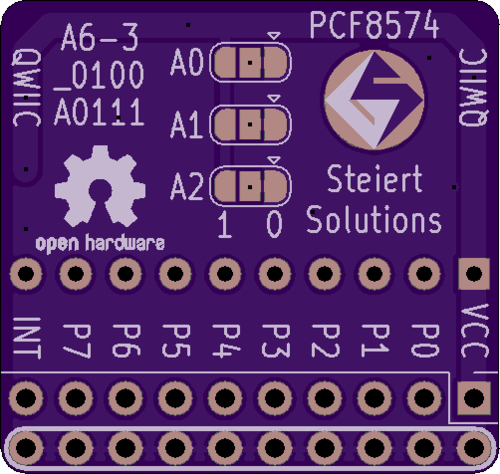 PCF8574
A6-3
_0100
A0111
QWIIC
A0
A1
A2
1 0
QWIIC
Steiert
Solutions
open hardware
INT P7 P6 P5 P4 P3 P2 P1 P0 VCC